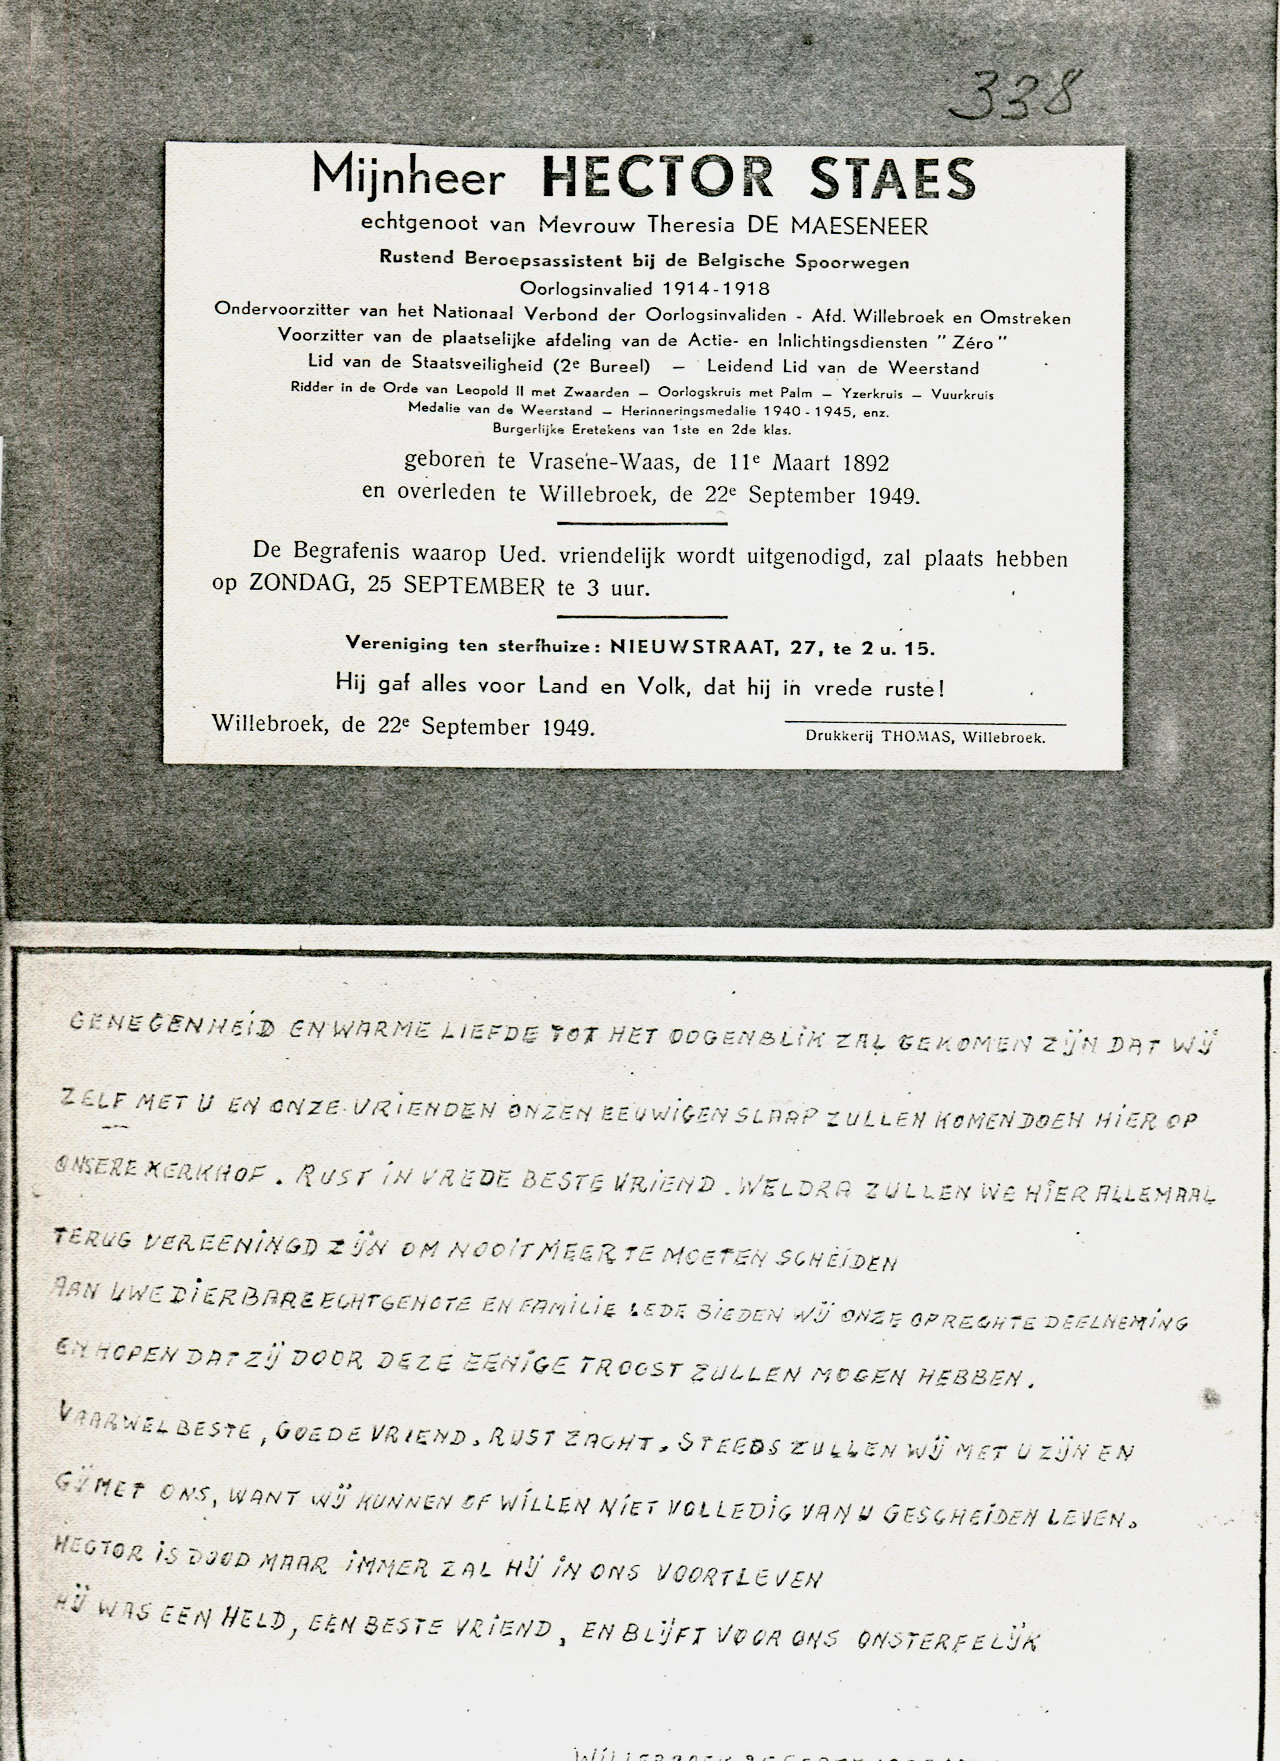 338
Mijnheer HECTOR STAES
echtgenoot van Mevrouw Theresia DE MAESENEER
Rustend Beroepsassistent bij de Belgische Spoorwegen
Oorlogsinvalied 1914-1918
Ondervoorzitter van het Nationaal Verbond der Oorlogsinvaliden - Afd. Willebroek en Omstreken
Voorzitter van de plaatselijke afdeling van de Actie- en Inlichtingsdiensten "Zéro"
Lid van de Staatsveiligheid (2e Bureel) — Leidend Lid van de Weerstand
Ridder in de Orde van Leopold II met Zwaarden — Oorlogskruis met Palm — Yzerkruis — Vuurkruis
Medalie van de Weerstand — Herinneringsmedalie 1940-1945, enz.
Burgerlijke Eretekens van 1ste en 2de klas.
geboren te Vrasene-Waas, de 11e Maart 1892
en overleden te Willebroek, de 22e September 1949.
De Begrafenis waarop Ued. vriendelijk wordt uitgenodigd, zal plaats hebben
op ZONDAG, 25 SEPTEMBER te 3 uur.
Vereniging ten sterfhuize: NIEUWSTRAAT, 27, te 2 u. 15.
Hij gaf alles voor Land en Volk, dat hij in vrede ruste!
Willebroek, de 22e September 1949.
Drukkerij THOMAS, Willebroek.
GENEGENHEID EN WARME LIEFDE TOT HET OOGENBLIK ZAL GEKOMEN ZIJN DAT WIJ
ZELF MET U EN ONZE VRIENDEN ONZEN EEUWIGEN SLAAP ZULLEN KOMEN DOEN HIER OP
ONSERE KERKHOF. RUST IN VREDE BESTE VRIEND. WELDRA ZULLEN WE HIER ALLEMAAL
TERUG VEREENINGD ZIJN OM NOOIT MEER TE MOETEN SCHEIDEN
AAN UWE DIERBARE ECHTGENOTE EN FAMILIE LEDE BIEDEN WIJ ONZE OPRECHTE DEELNEMING
EN HOPEN DAT ZIJ DOOR DEZE EENIGE TROOST ZULLEN MOGEN HEBBEN.
VAARWEL BESTE, GOEDE VRIEND. RUST ZACHT. STEEDS ZULLEN WIJ MET U ZIJN EN
GIJ MET ONS, WANT WIJ KUNNEN OF WILLEN NIET VOLLEDIG VAN U GESCHEIDEN LEVEN.
HECTOR IS DOOD MAAR IMMER ZAL HIJ IN ONS VOORTLEVEN
HIJ WAS EEN HELD, EEN BESTE VRIEND, EN BLIJFT VOOR ONS ONSTERFELIJK
WILLEBROEK